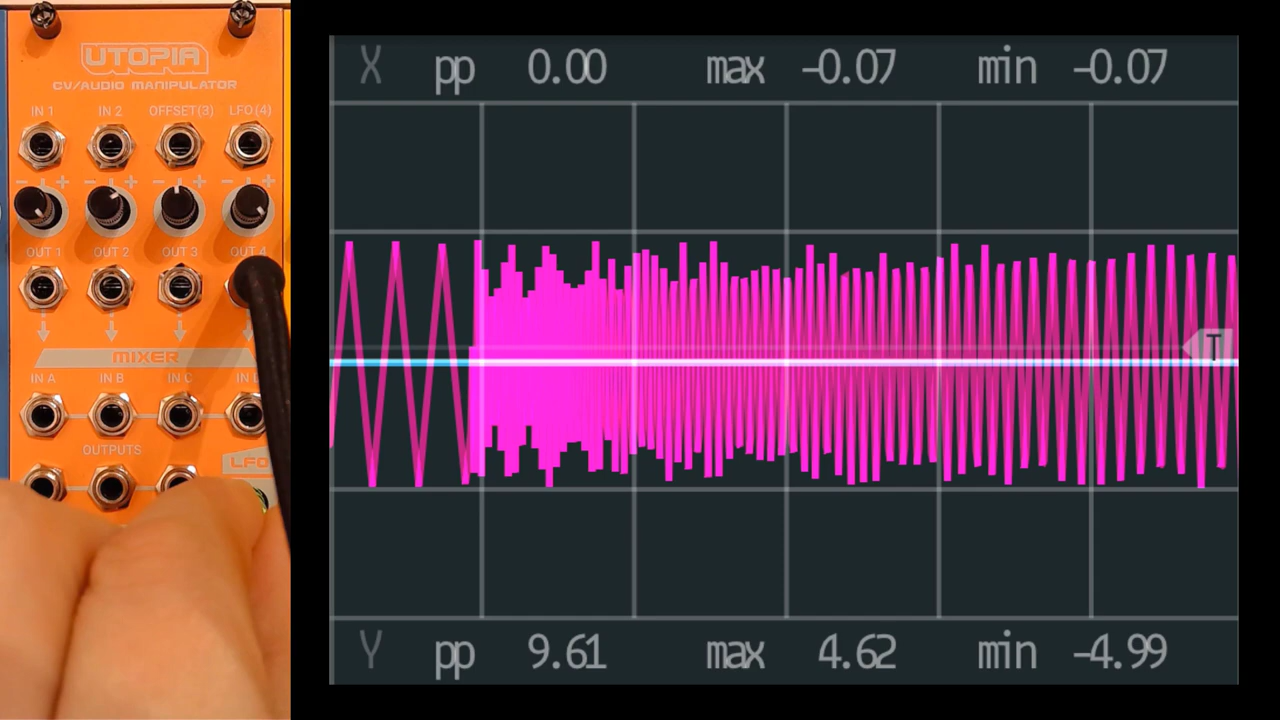 UTOPIA
CV/AUDIO MANIPULATOR
IN 1 IN 2 OFFSET(3) LFO(4)
- + - + - + - +
OUT 1 OUT 2 OUT 3 OUT 4
MIXER
IN A IN B IN C IN
OUTPUTS
LFO
X pp 0.00 max -0.07 min -0.07
T
Y pp 9.61 max 4.62 min -4.99